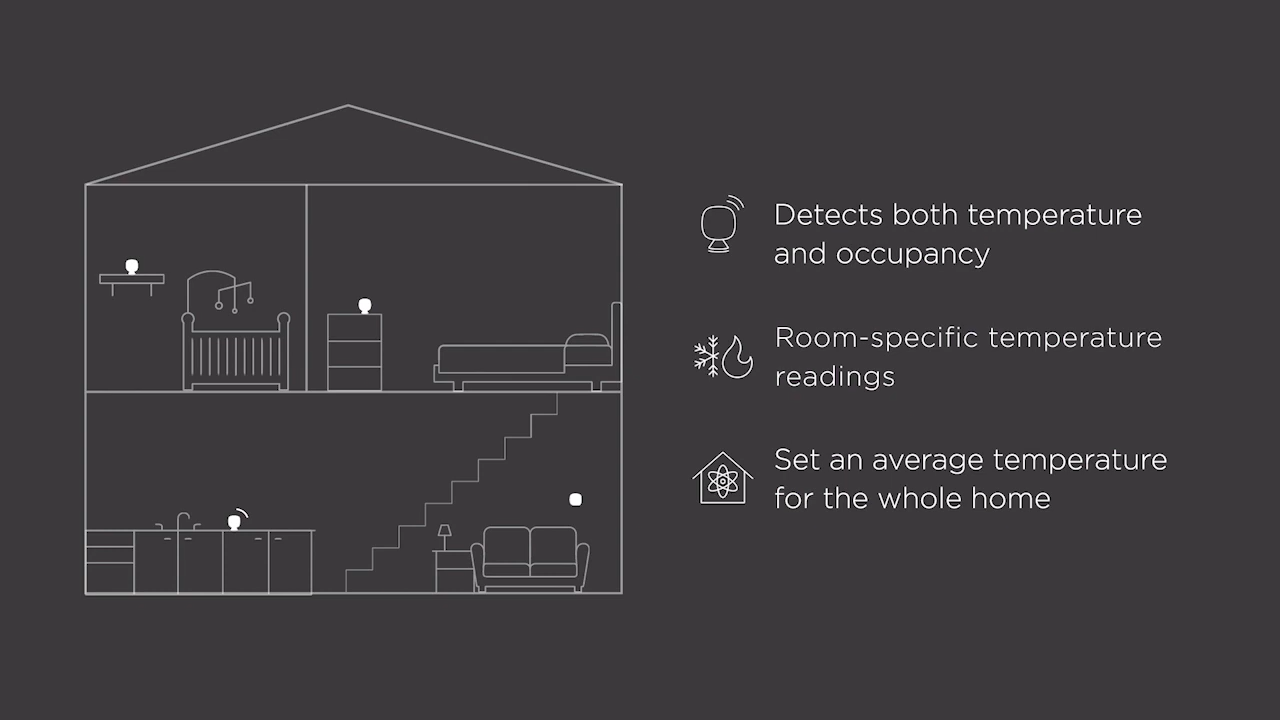 Detects both temperature
and occupancy
Room-specific temperature
readings
Set an average temperature
for the whole home